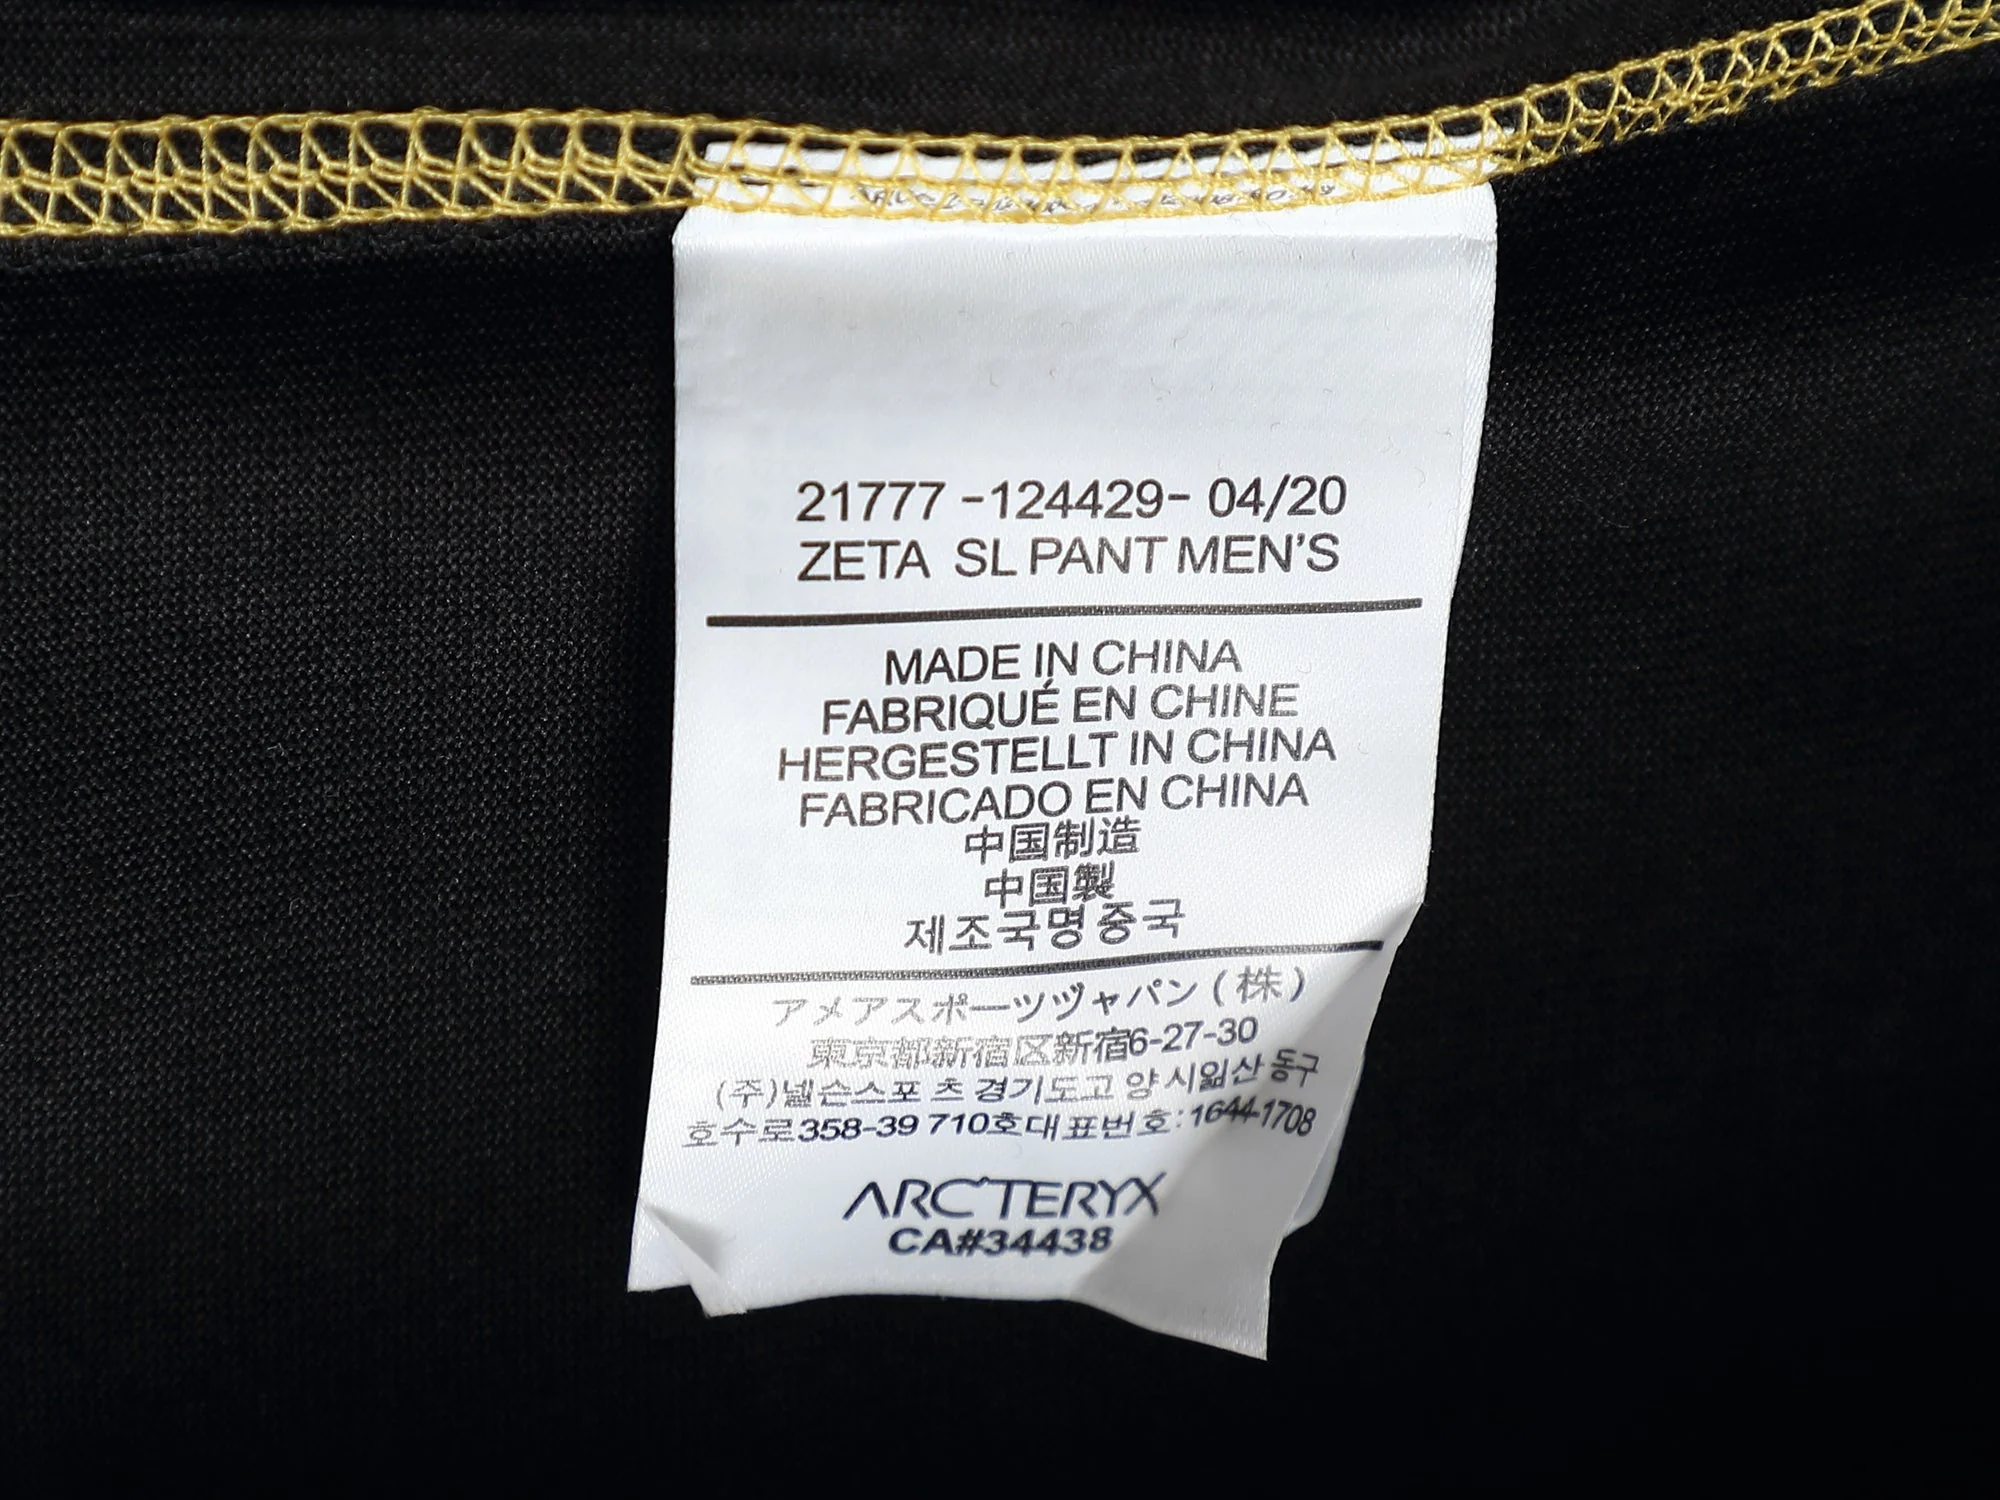 21777 -124429- 04/20
ZETA SL PANT MEN'S
MADE IN CHINA
FABRIQUÉ EN CHINE
HERGESTELLT IN CHINA
FABRICADO EN CHINA
中国制造
中国製
제조국명 중국
アメアスポーツヅャパン(株)
東京都新宿区新宿6-27-30
(주)넬슨스포츠 경기도고양시일산동구
호수로358-39 710호대표번호:1644-1708
ARC'TERYX
CA#34438